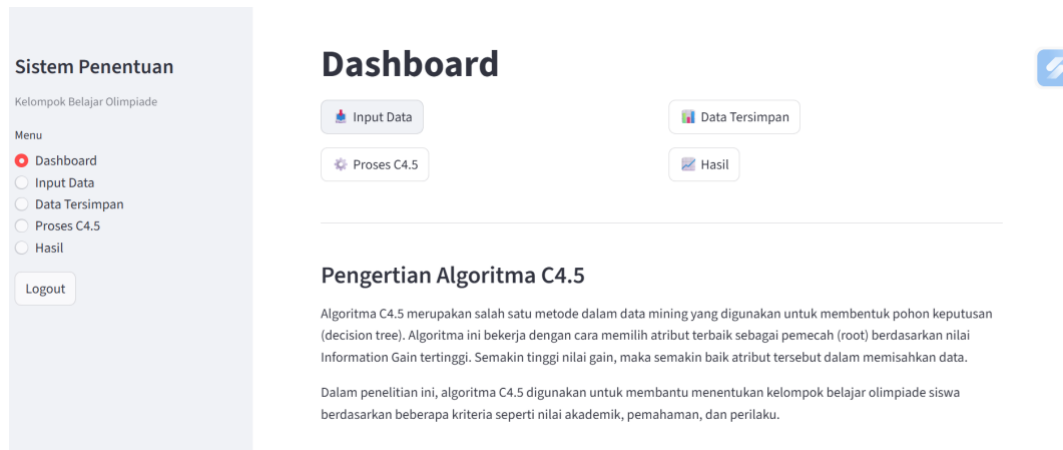 Sistem Penentuan
Kelompok Belajar Olimpiade
Menu
Dashboard
Input Data
Data Tersimpan
Proses C4.5
Hasil
Logout
Dashboard
Input Data
Data Tersimpan
Proses C4.5
Hasil
Pengertian Algoritma C4.5
Algoritma C4.5 merupakan salah satu metode dalam data mining yang digunakan untuk membentuk pohon keputusan
(decision tree). Algoritma ini bekerja dengan cara memilih atribut terbaik sebagai pemecah (root) berdasarkan nilai
Information Gain tertinggi. Semakin tinggi nilai gain, maka semakin baik atribut tersebut dalam memisahkan data.
Dalam penelitian ini, algoritma C4.5 digunakan untuk membantu menentukan kelompok belajar olimpiade siswa
berdasarkan beberapa kriteria seperti nilai akademik, pemahaman, dan perilaku.